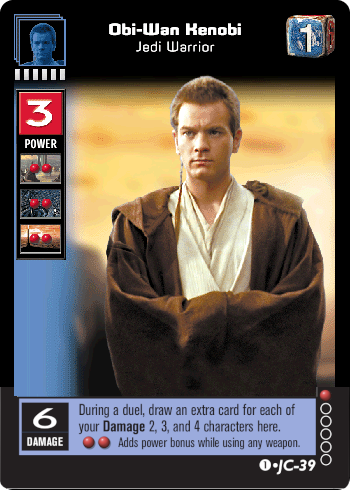 Obi-Wan Kenobi
Jedi Warrior
1
3
POWER
6
DAMAGE
During a duel, draw an extra card for each of
your Damage 2, 3, and 4 characters here.
Adds power bonus while using any weapon.
1•JC-39